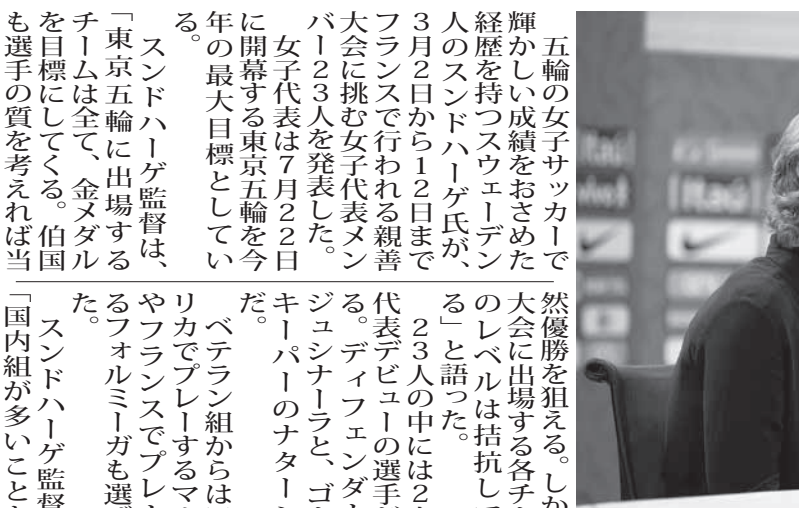 五輪の女子サッカーで
輝かしい成績をおさめた
経歴を持つスウェーデン
人のスンドハーゲ氏が、
3月2日から12日まで
フランスで行われる親善
大会に挑む女子代表メン
バー23人を発表した。
女子代表は7月22日
に開幕する東京五輪を今
年の最大目標としてい
る。
スンドハーゲ監督は、
「東京五輪に出場する
チームは全て、金メダル
を目標にしてくる。伯国
も選手の質を考えれば当
然優勝を狙える。しか
大会に出場する各チ
のレベルは拮抗して
る」と語った。
23人の中には2
代表デビューの選手が
る。ディフェンダ
ジュシナーラと、ゴ
キーパーのナター
だ。
ベテラン組からは
リカでプレーするマ
やフランスでプレ
るフォルミーガも選
た。
スンドハーゲ監督
「国内組が多いこと
Itaú